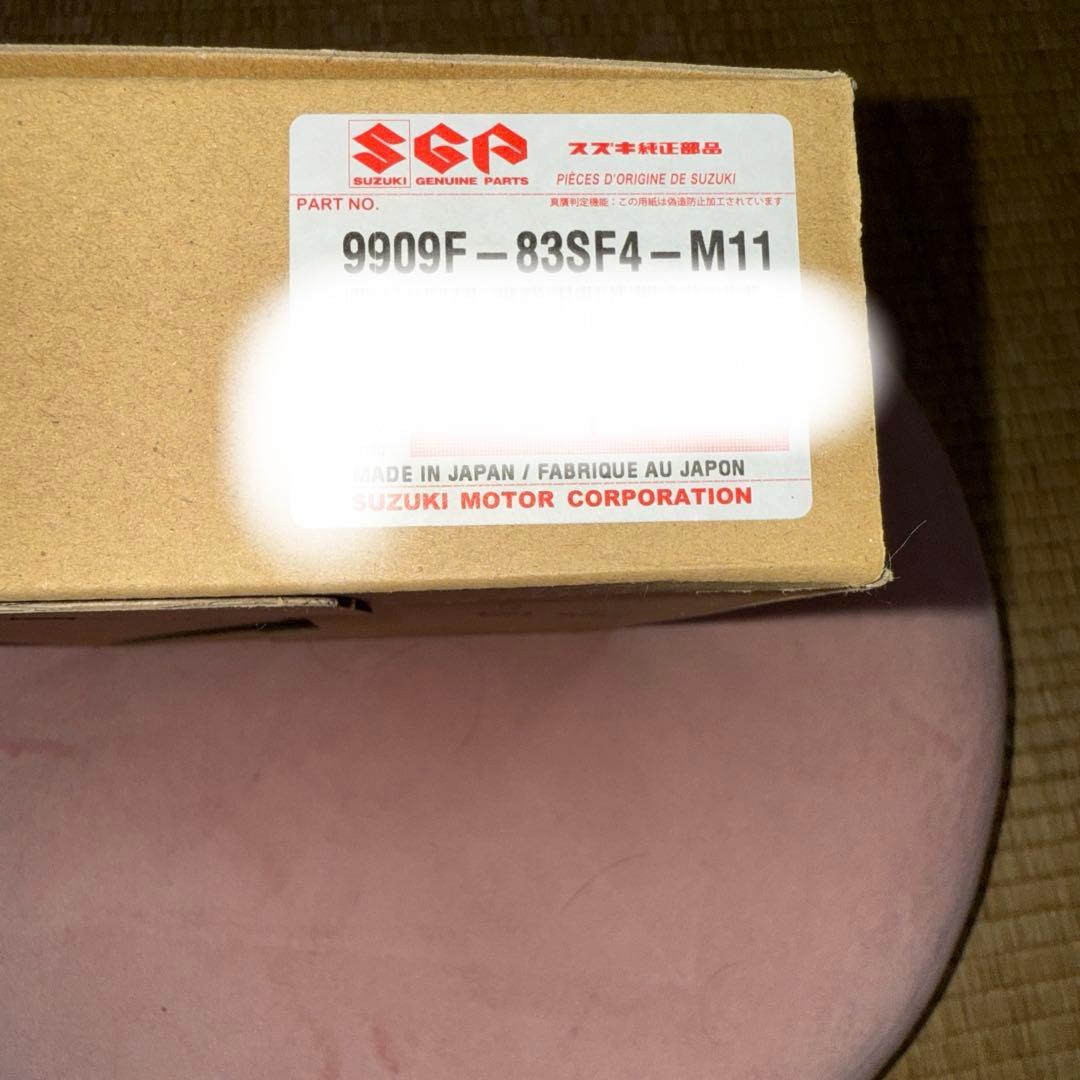 SGP
SUZUKI GENUINE PARTS
スズキ純正部品
PIÈCES D'ORIGINE DE SUZUKI
PART NO.
真贋判定機能：この用紙は偽造防止加工されています
9909F-83SF4-M11
MADE IN JAPAN / FABRIQUE AU JAPON
SUZUKI MOTOR CORPORATION